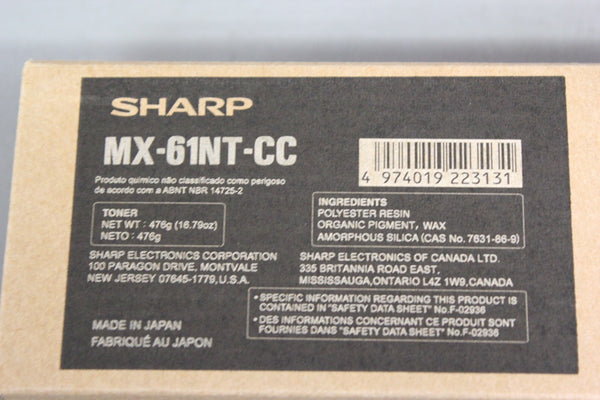 SHARP
MX-61NT-CC
4 974019 223131
Produto químico não classificado como perigoso
de acordo com a ABNT NBR 14725-2
TONER
NET WT : 476g (16.79oz)
NETO : 476g
INGREDIENTS
POLYESTER RESIN
ORGANIC PIGMENT, WAX
AMORPHOUS SILICA (CAS No. 7631-86-9)
SHARP ELECTRONICS CORPORATION
100 PARAGON DRIVE, MONTVALE
NEW JERSEY 07645-1779, U.S.A.
SHARP ELECTRONICS OF CANADA LTD.
335 BRITANNIA ROAD EAST,
MISSISSAUGA,ONTARIO L4Z 1W9,CANADA
• SPECIFIC INFORMATION REGARDING THIS PRODUCT IS
CONTAINED IN "SAFETY DATA SHEET" No.F-02936
• DES INFORMATIONS CONCERNANT CE PRODUIT SONT
FOURNIES DANS "SAFETY DATA SHEET" No.F-02936
MADE IN JAPAN
FABRIQUÉ AU JAPON